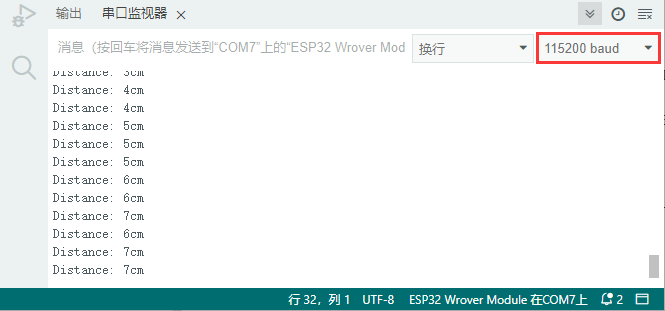 输出 串口监视器
消息（按回车将消息发送到“COM7”上的“ESP32 Wrover Mod 换行 115200 baud
Distance: 3cm
Distance: 4cm
Distance: 4cm
Distance: 5cm
Distance: 5cm
Distance: 5cm
Distance: 6cm
Distance: 6cm
Distance: 7cm
Distance: 6cm
Distance: 7cm
Distance: 7cm
行 32，列 1 UTF-8 ESP32 Wrover Module 在COM7上 2